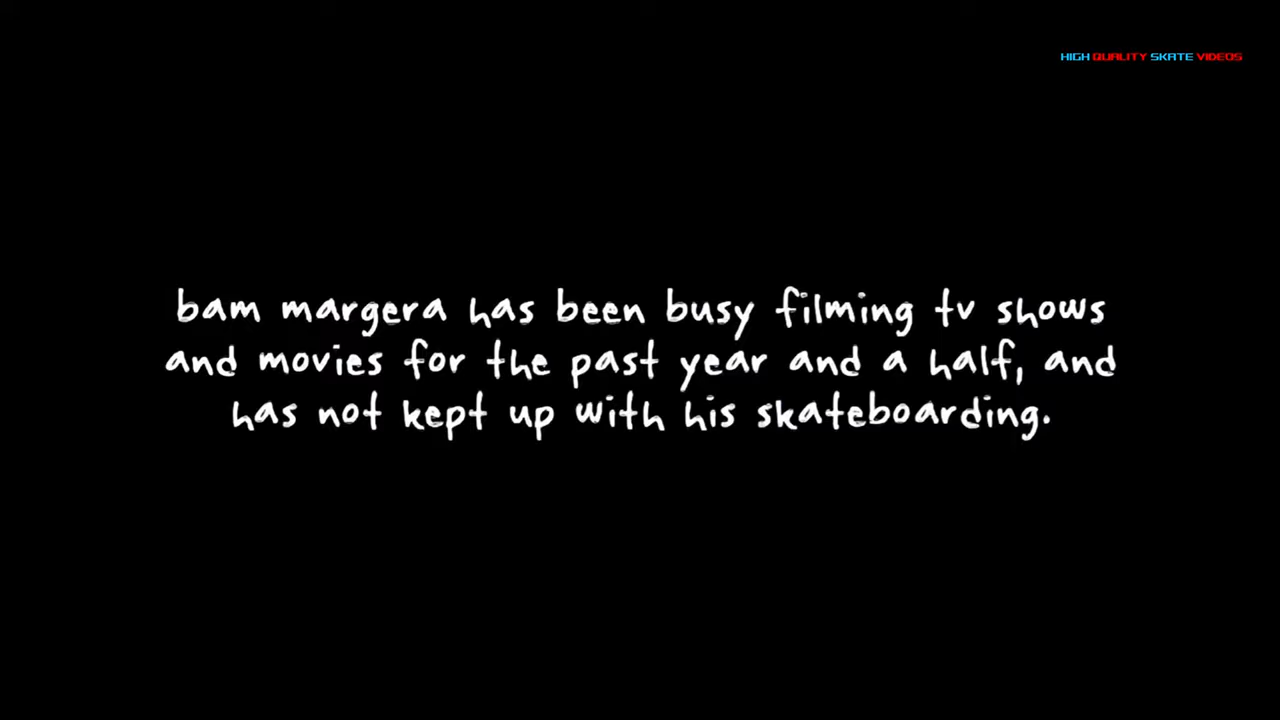 HIGH QUALITY SKATE VIDEOS
bam margera has been busy filming tv shows
and movies for the past year and a half, and
has not kept up with his skateboarding.